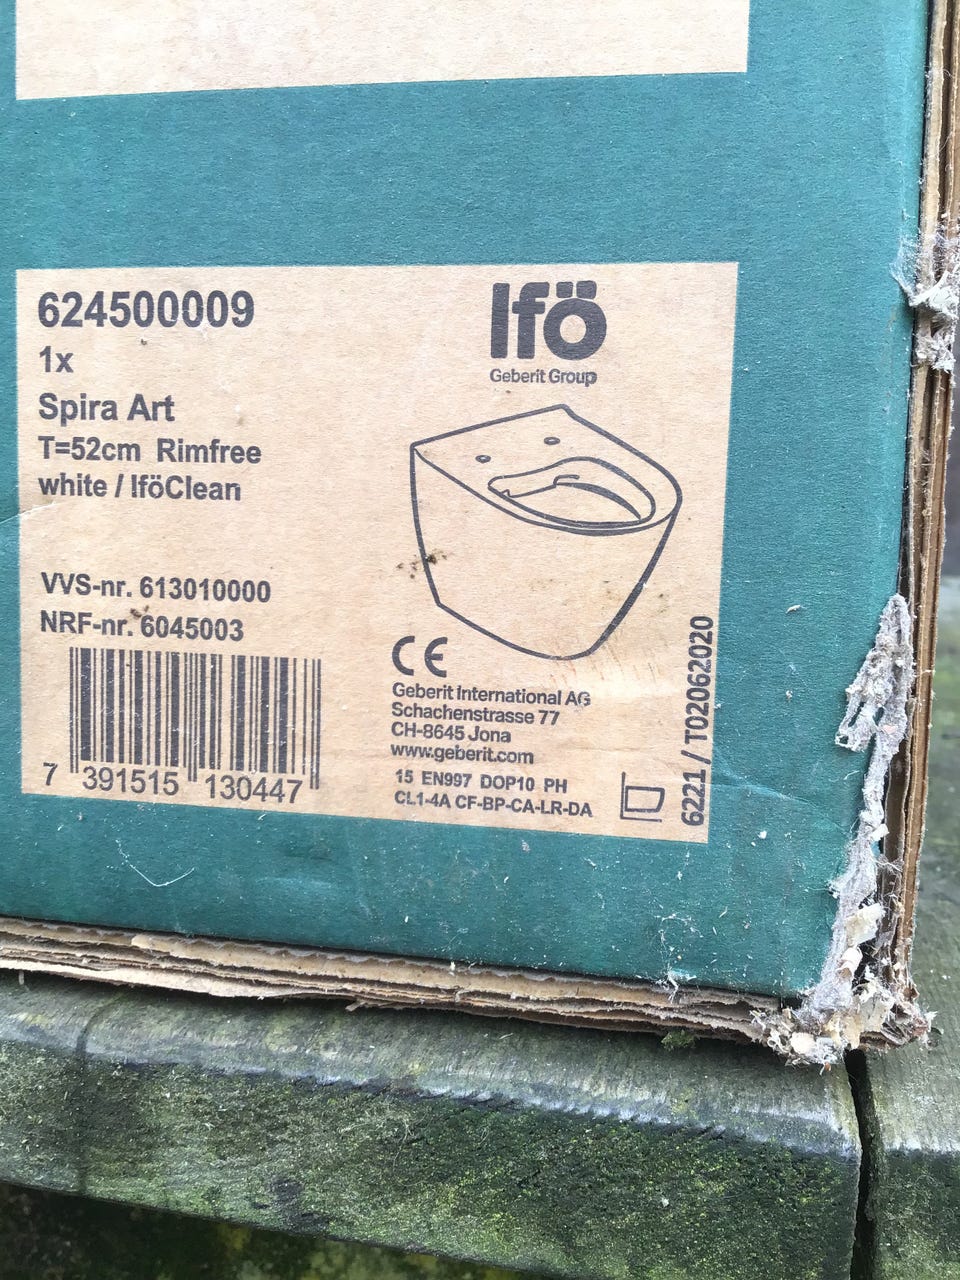 624500009
1x
Spira Art
T=52cm Rimfree
white / IföClean
VVS-nr. 613010000
NRF-nr. 6045003
7 391515 130447
Ifö
Geberit Group
CE
Geberit International AG
Schachenstrasse 77
CH-8645 Jona
www.geberit.com
15 EN997 DOP10 PH
CL1-4A CF-BP-CA-LR-DA
6221 / T02062020